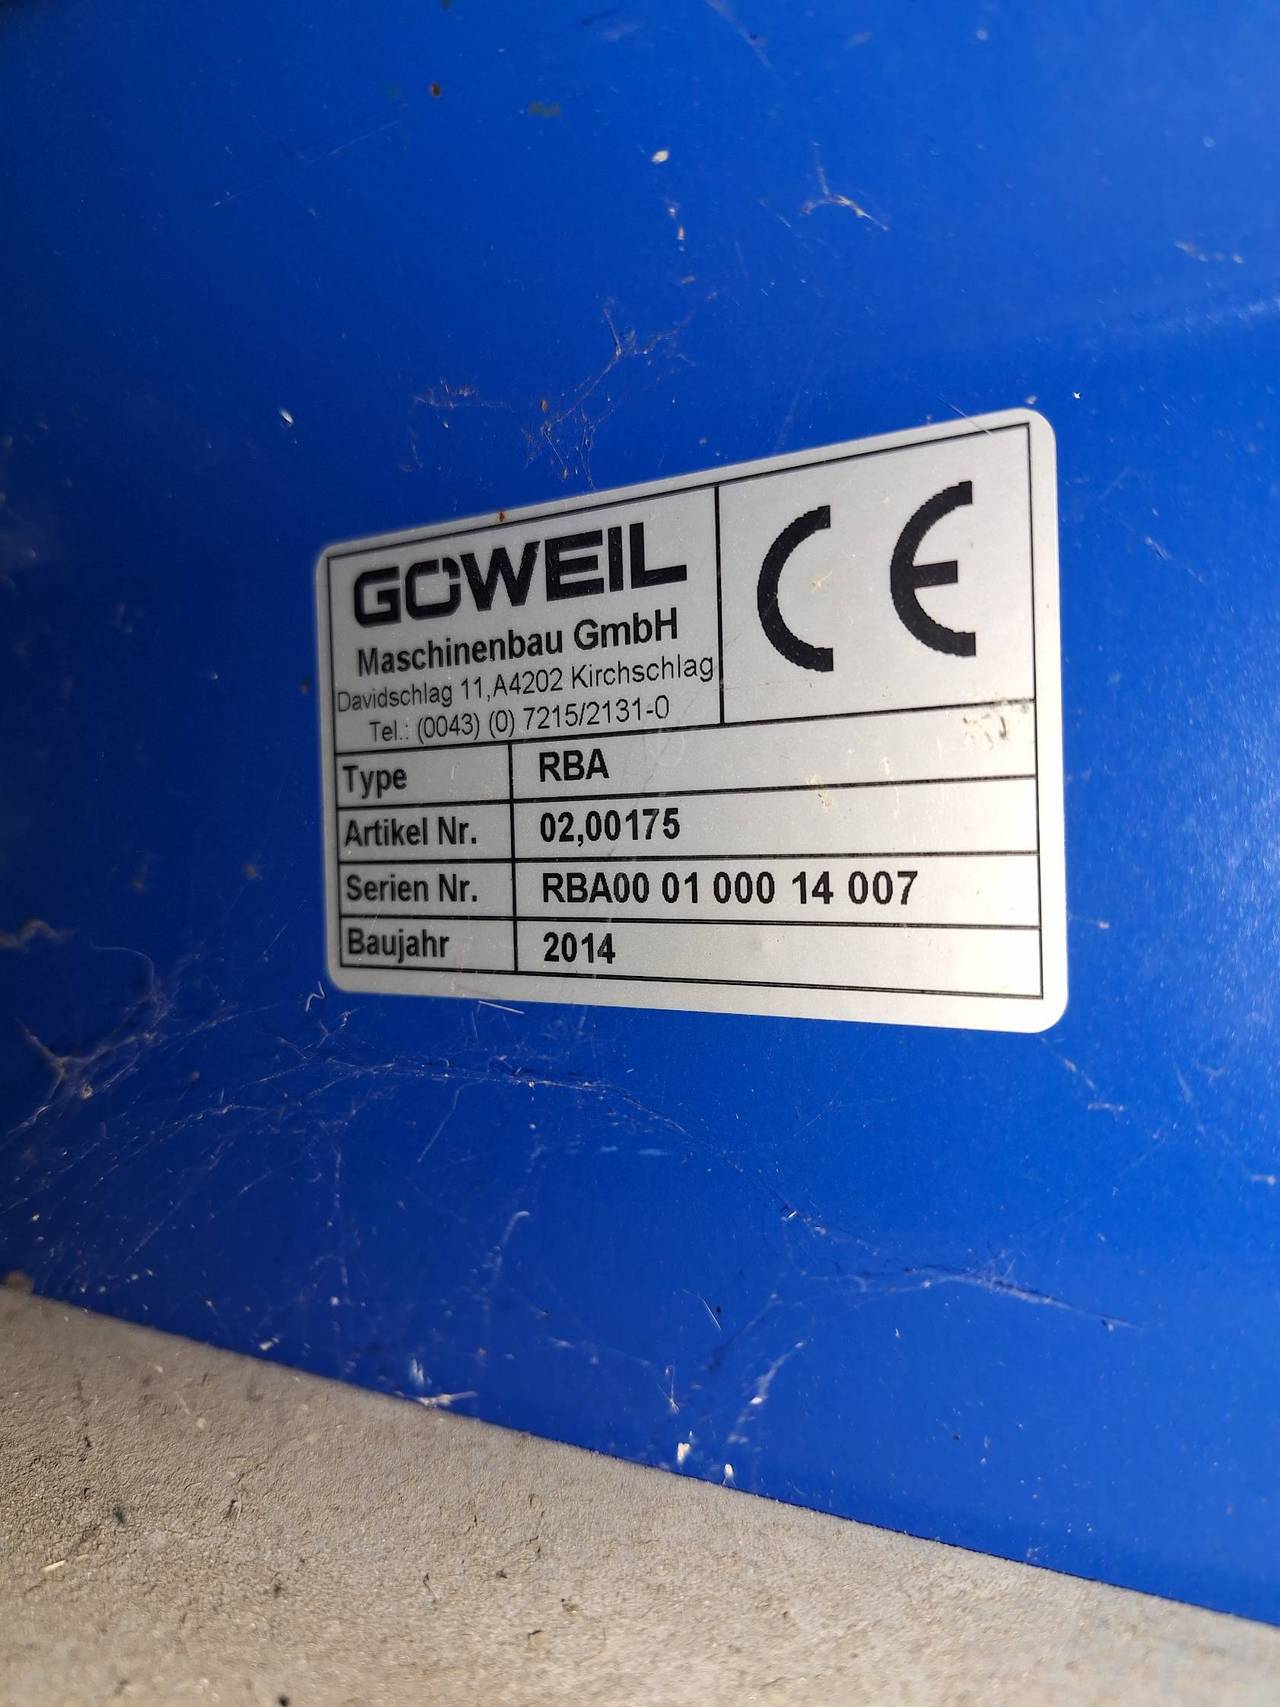 GÖWEIL
Maschinenbau GmbH
Davidschlag 11,A4202 Kirchschlag
Tel.: (0043) (0) 7215/2131-0
CE
Type RBA
Artikel Nr. 02,00175
Serien Nr. RBA00 01 000 14 007
Baujahr 2014